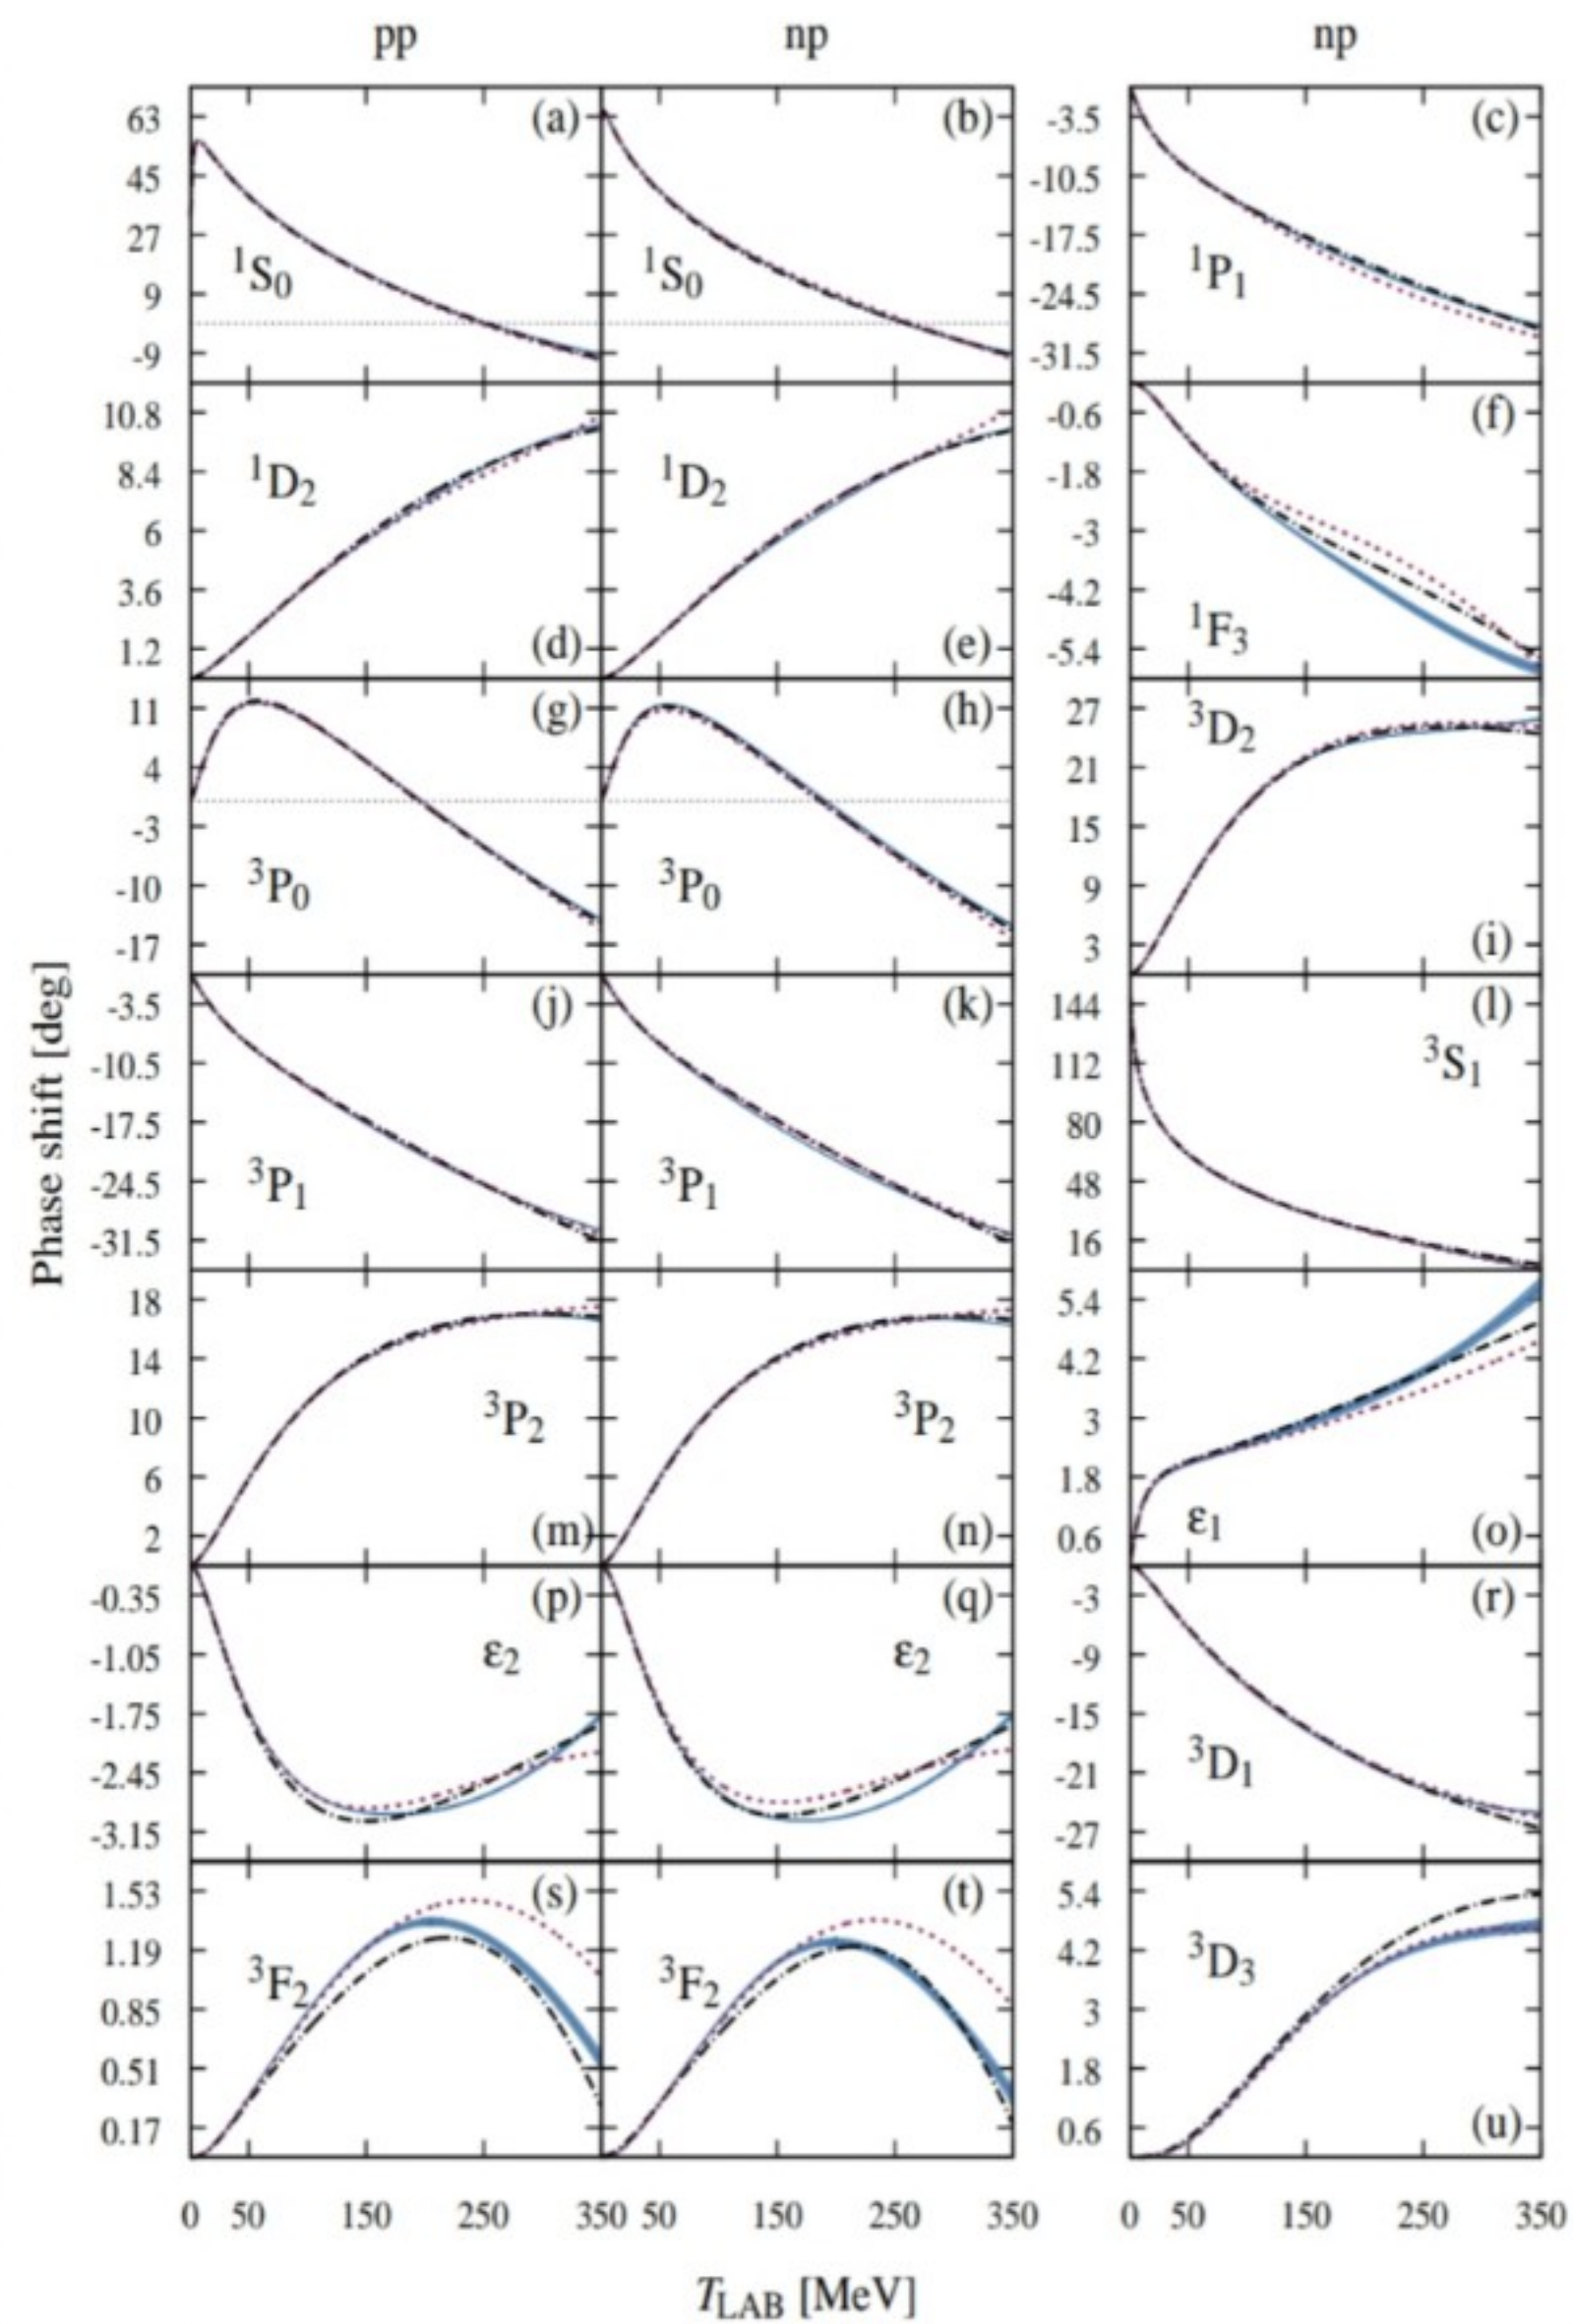 pp np np
63 (a) (b) -3.5 (c)
45 -10.5
27 -17.5
¹S₀ ¹S₀ ¹P₁
9 -24.5
-9 -31.5
10.8 -0.6 (f)
8.4 ¹D₂ ¹D₂ -1.8
6 -3
3.6 -4.2
¹F₃
1.2 (d) (e) -5.4
11 (g) (h) 27 ³D₂
4 21
-3 15
-10 ³P₀ ³P₀ 9
-17 3 (i)
-3.5 (j) (k) 144 (l)
-10.5 112 ³S₁
-17.5 80
-24.5 ³P₁ ³P₁ 48
-31.5 16
Phase shift [deg]
18 5.4
14 4.2
10 ³P₂ ³P₂ 3
6 1.8
2 (m) (n) 0.6 ε₁ (o)
-0.35 (p) (q) -3 (r)
-1.05 ε₂ ε₂ -9
-1.75 -15
-2.45 -21 ³D₁
-3.15 -27
1.53 (s) (t) 5.4
1.19 ³F₂ ³F₂ 4.2 ³D₃
0.85 3
0.51 1.8
0.17 0.6 (u)
0 50 150 250 350 50 150 250 350 0 50 150 250 350
T_LAB [MeV]